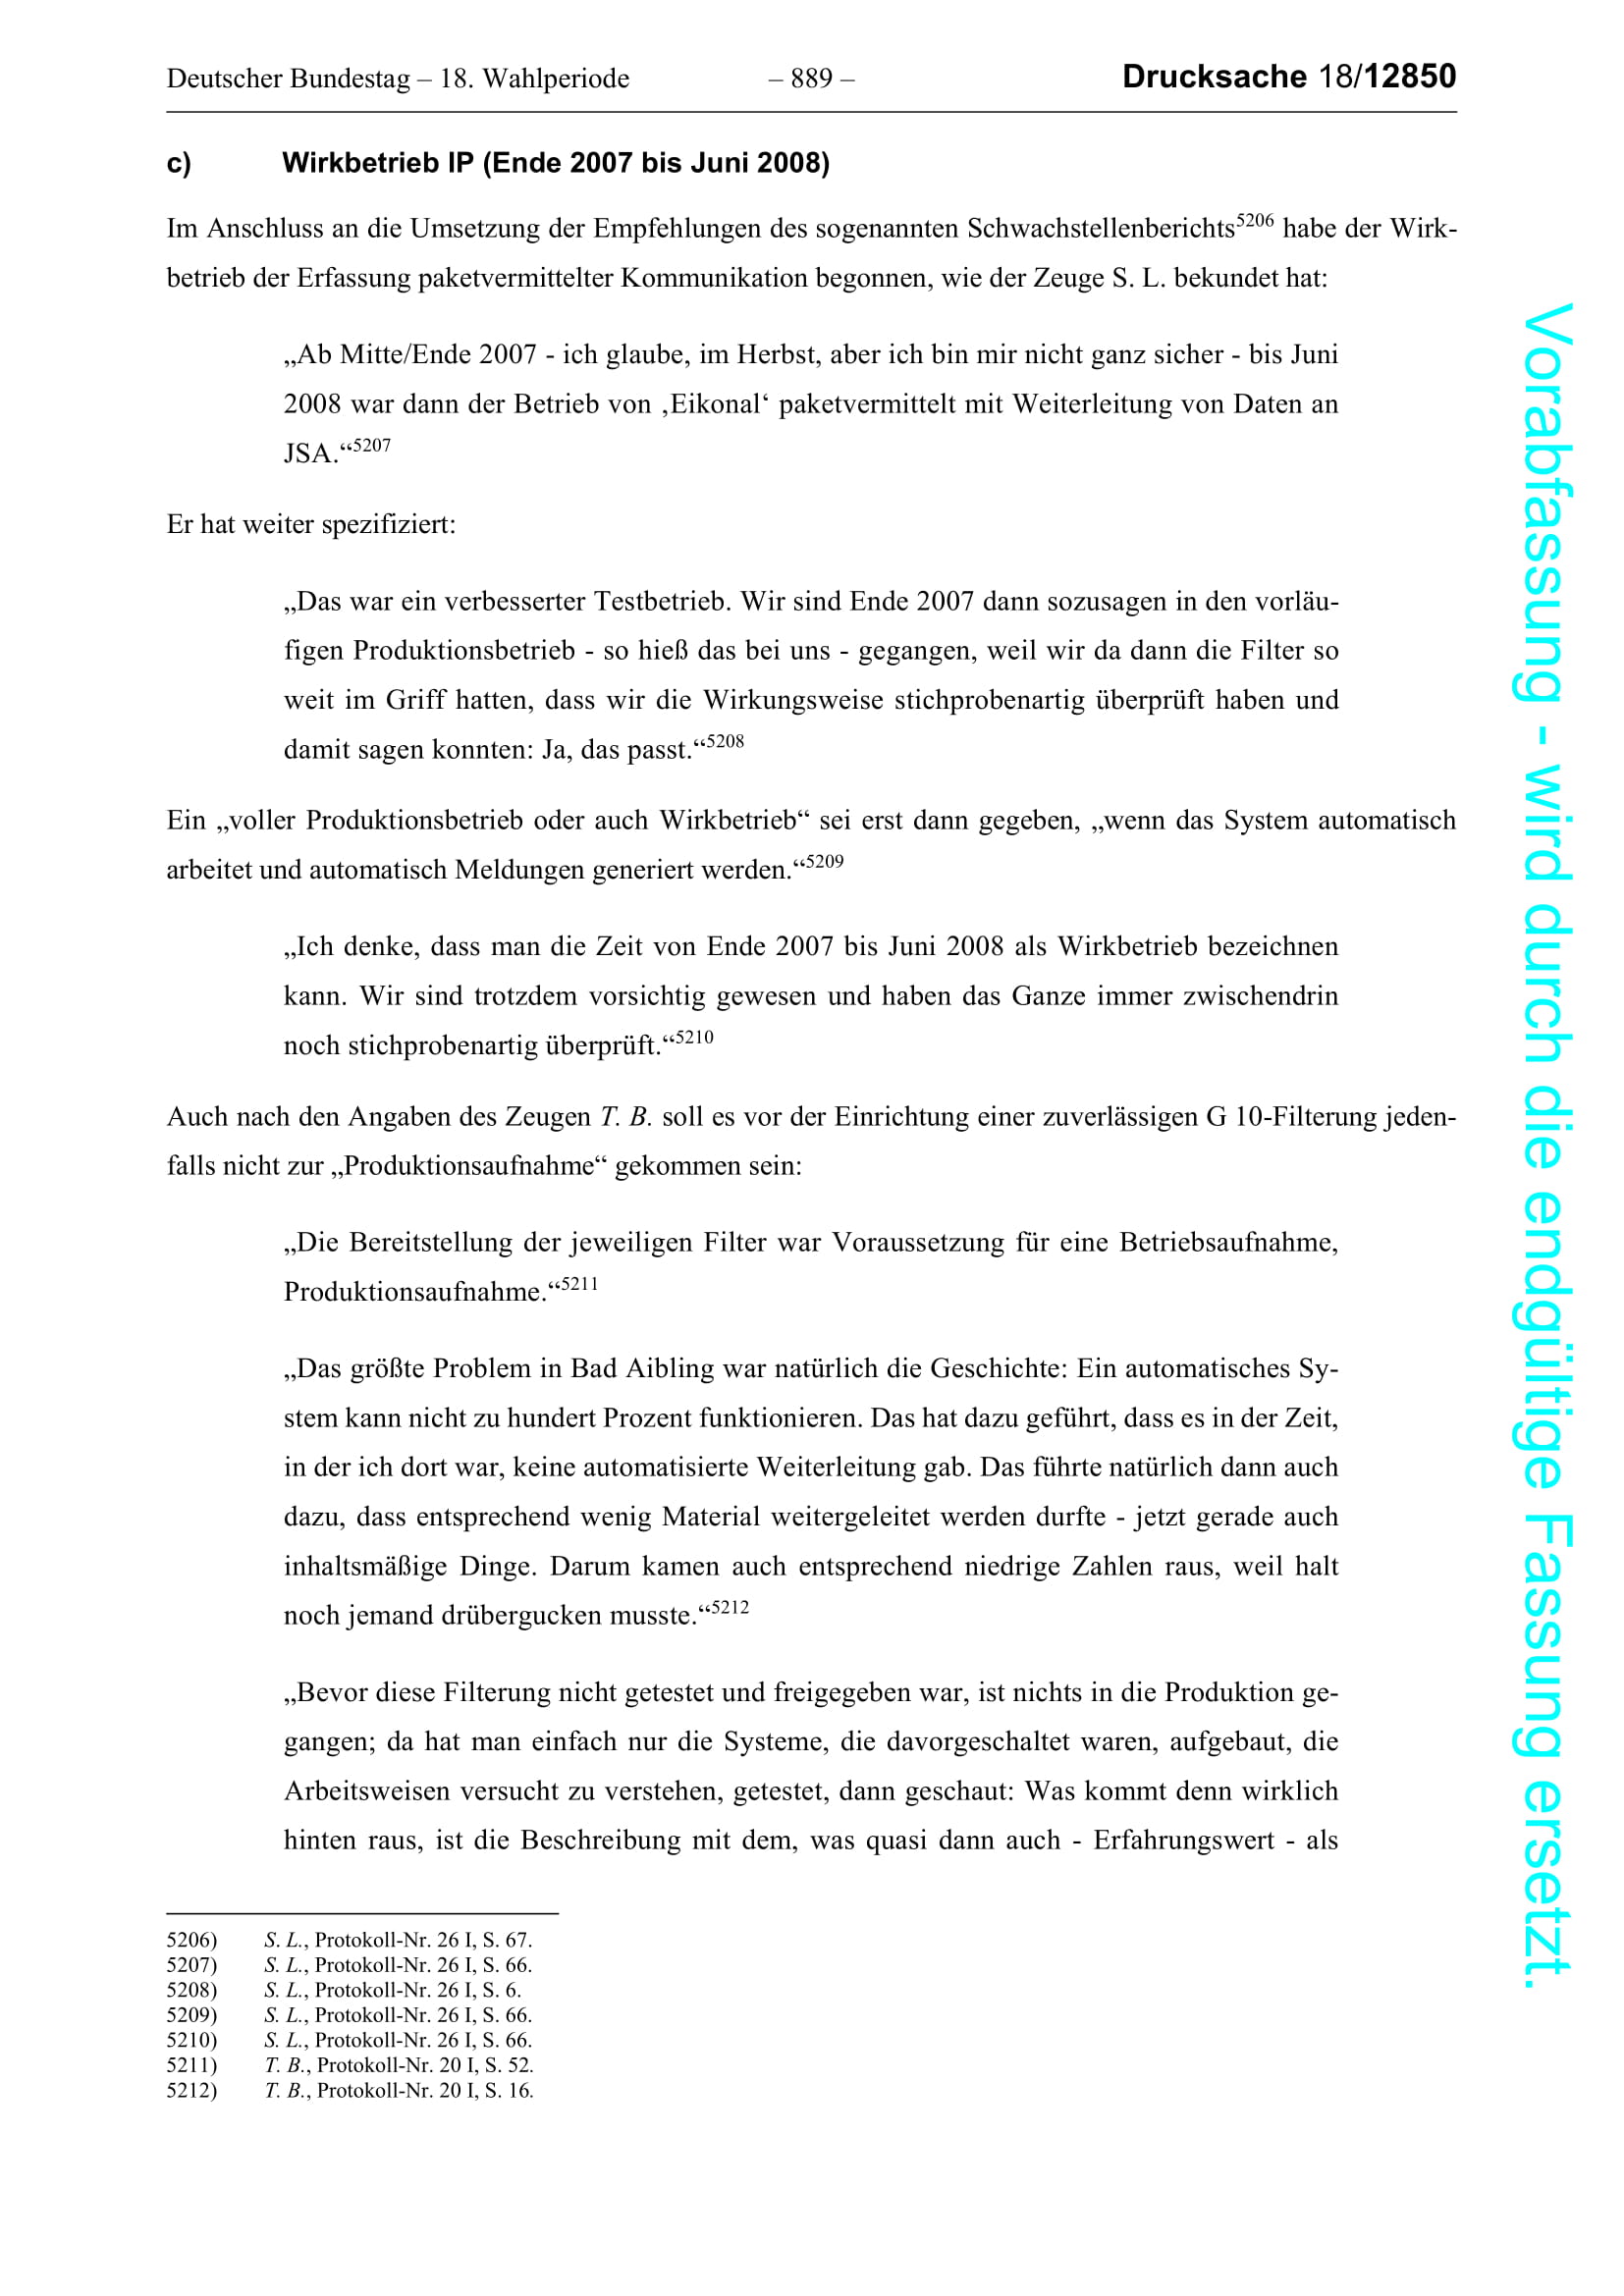 Deutscher Bundestag – 18. Wahlperiode – 889 – Drucksache 18/12850
c) Wirkbetrieb IP (Ende 2007 bis Juni 2008)
Im Anschluss an die Umsetzung der Empfehlungen des sogenannten Schwachstellenberichts5206 habe der Wirk-
betrieb der Erfassung paketvermittelter Kommunikation begonnen, wie der Zeuge S. L. bekundet hat:
„Ab Mitte/Ende 2007 - ich glaube, im Herbst, aber ich bin mir nicht ganz sicher - bis Juni
2008 war dann der Betrieb von ‚Eikonal‘ paketvermittelt mit Weiterleitung von Daten an
JSA.“5207
Er hat weiter spezifiziert:
„Das war ein verbesserter Testbetrieb. Wir sind Ende 2007 dann sozusagen in den vorläu-
figen Produktionsbetrieb - so hieß das bei uns - gegangen, weil wir da dann die Filter so
weit im Griff hatten, dass wir die Wirkungsweise stichprobenartig überprüft haben und
damit sagen konnten: Ja, das passt.“5208
Ein „voller Produktionsbetrieb oder auch Wirkbetrieb“ sei erst dann gegeben, „wenn das System automatisch
arbeitet und automatisch Meldungen generiert werden.“5209
„Ich denke, dass man die Zeit von Ende 2007 bis Juni 2008 als Wirkbetrieb bezeichnen
kann. Wir sind trotzdem vorsichtig gewesen und haben das Ganze immer zwischendrin
noch stichprobenartig überprüft.“5210
Auch nach den Angaben des Zeugen T. B. soll es vor der Einrichtung einer zuverlässigen G 10-Filterung jeden-
falls nicht zur „Produktionsaufnahme“ gekommen sein:
„Die Bereitstellung der jeweiligen Filter war Voraussetzung für eine Betriebsaufnahme,
Produktionsaufnahme.“5211
„Das größte Problem in Bad Aibling war natürlich die Geschichte: Ein automatisches Sy-
stem kann nicht zu hundert Prozent funktionieren. Das hat dazu geführt, dass es in der Zeit,
in der ich dort war, keine automatisierte Weiterleitung gab. Das führte natürlich dann auch
dazu, dass entsprechend wenig Material weitergeleitet werden durfte - jetzt gerade auch
inhaltsmäßige Dinge. Darum kamen auch entsprechend niedrige Zahlen raus, weil halt
noch jemand drübergucken musste.“5212
„Bevor diese Filterung nicht getestet und freigegeben war, ist nichts in die Produktion ge-
gangen; da hat man einfach nur die Systeme, die davorgeschaltet waren, aufgebaut, die
Arbeitsweisen versucht zu verstehen, getestet, dann geschaut: Was kommt denn wirklich
hinten raus, ist die Beschreibung mit dem, was quasi dann auch - Erfahrungswert - als
5206) S. L., Protokoll-Nr. 26 I, S. 67.
5207) S. L., Protokoll-Nr. 26 I, S. 66.
5208) S. L., Protokoll-Nr. 26 I, S. 6.
5209) S. L., Protokoll-Nr. 26 I, S. 66.
5210) S. L., Protokoll-Nr. 26 I, S. 66.
5211) T. B., Protokoll-Nr. 20 I, S. 52.
5212) T. B., Protokoll-Nr. 20 I, S. 16.
Vorabfassung - wird durch die endgültige Fassung ersetzt.